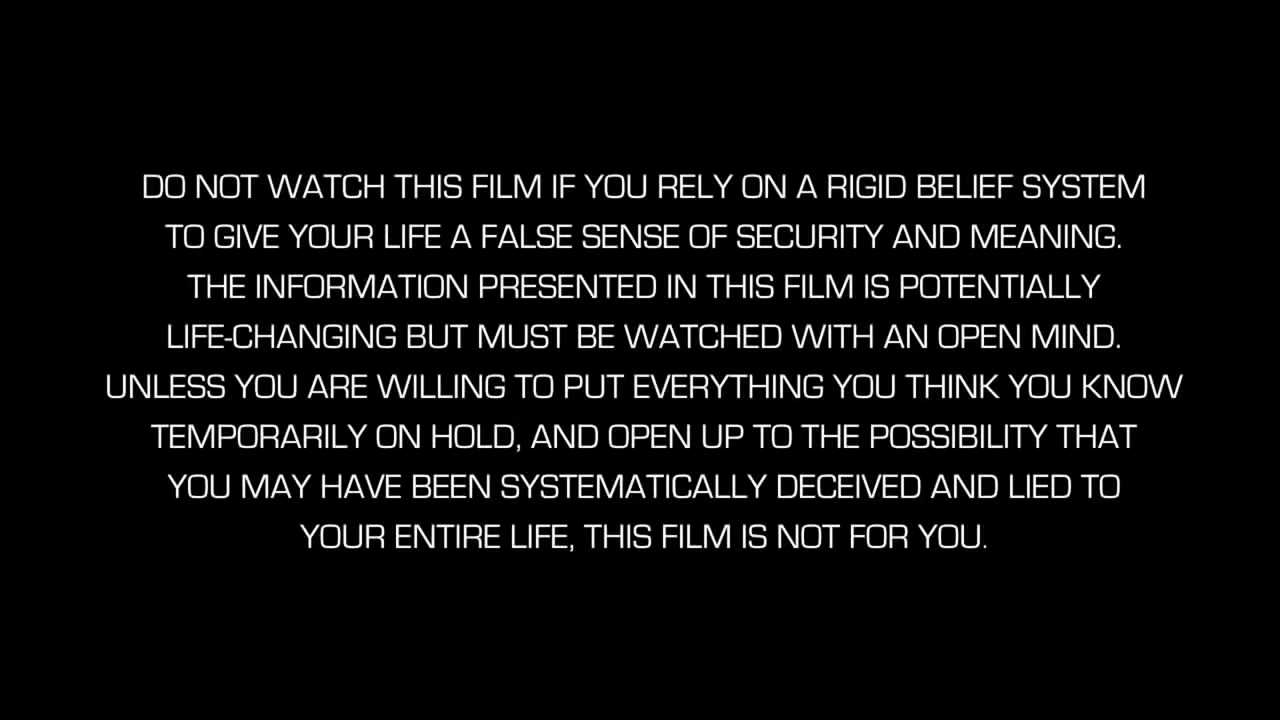 DO NOT WATCH THIS FILM IF YOU RELY ON A RIGID BELIEF SYSTEM
TO GIVE YOUR LIFE A FALSE SENSE OF SECURITY AND MEANING.
THE INFORMATION PRESENTED IN THIS FILM IS POTENTIALLY
LIFE-CHANGING BUT MUST BE WATCHED WITH AN OPEN MIND.
UNLESS YOU ARE WILLING TO PUT EVERYTHING YOU THINK YOU KNOW
TEMPORARILY ON HOLD, AND OPEN UP TO THE POSSIBILITY THAT
YOU MAY HAVE BEEN SYSTEMATICALLY DECEIVED AND LIED TO
YOUR ENTIRE LIFE, THIS FILM IS NOT FOR YOU.